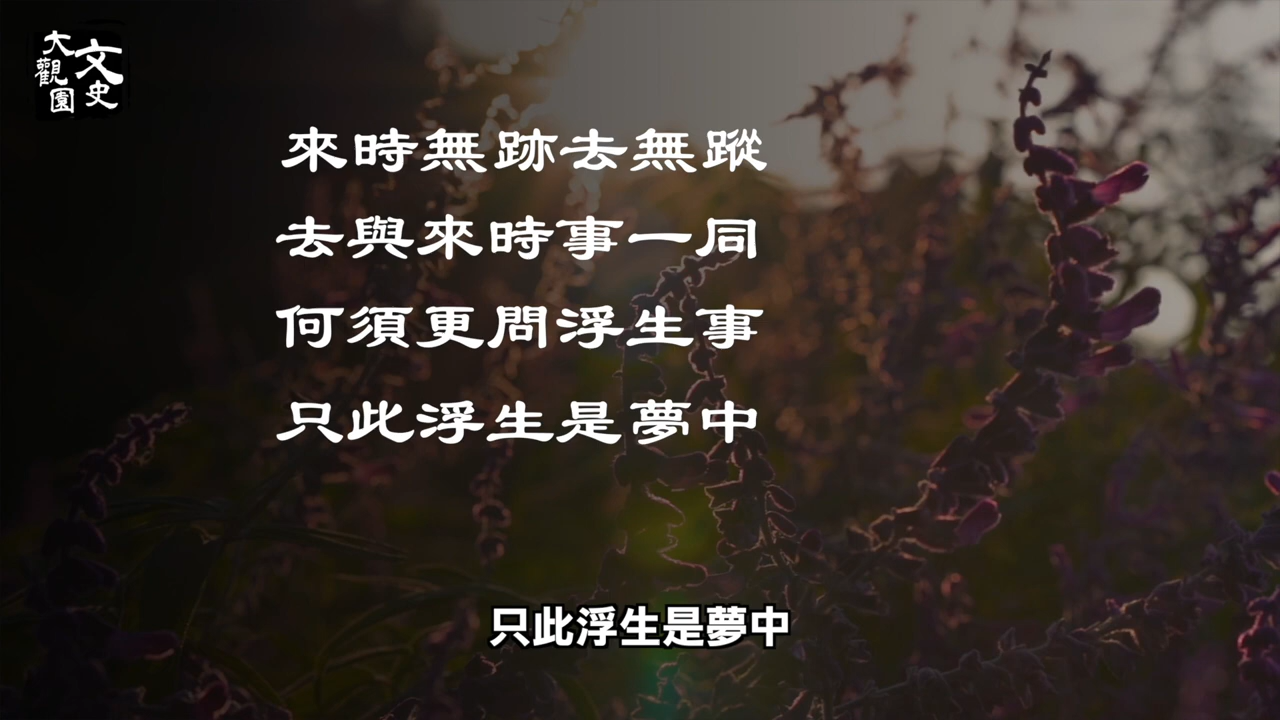 文史
大觀園
來時無跡去無蹤
去與來時事一同
何須更問浮生事
只此浮生是夢中
只此浮生是夢中